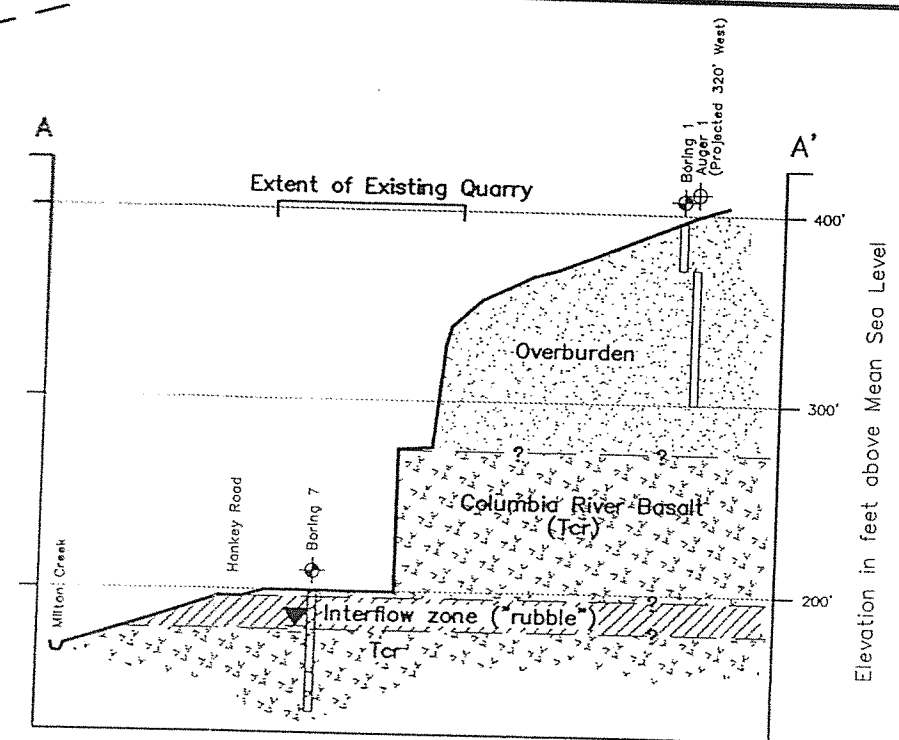 A
A'
Extent of Existing Quarry
Boring 1
Auger 1
(Projected 320' West)
400'
Overburden
300'
?
?
Columbia River Basalt
(Tcr)
Milton Creek
Hankey Road
Boring 7
200'
?
Interflow zone ("rubble")
?
Tcr
Elevation in feet above Mean Sea Level